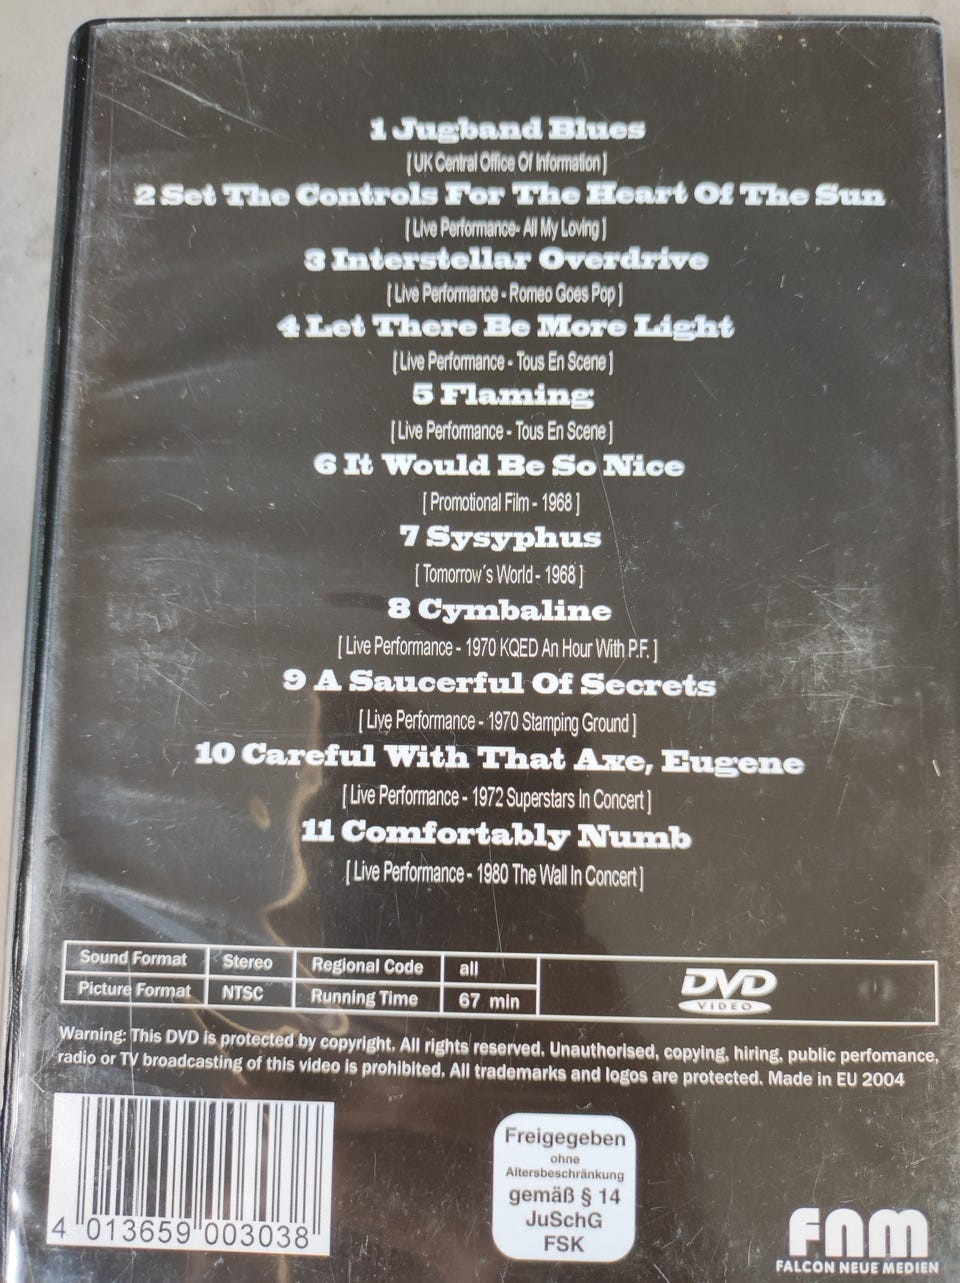 1 Jugband Blues
[ UK Central Office Of Information ]
2 Set The Controls For The Heart Of The Sun
[ Live Performance- All My Loving ]
3 Interstellar Overdrive
[ Live Performance - Romeo Goes Pop ]
4 Let There Be More Light
[ Live Performance - Tous En Scene ]
5 Flaming
[ Live Performance - Tous En Scene ]
6 It Would Be So Nice
[ Promotional Film - 1968 ]
7 Sysyphus
[ Tomorrow´s World - 1968 ]
8 Cymbaline
[ Live Performance - 1970 KQED An Hour With P.F. ]
9 A Saucerful Of Secrets
[ Live Performance - 1970 Stamping Ground ]
10 Careful With That Axe, Eugene
[ Live Performance - 1972 Superstars In Concert ]
11 Comfortably Numb
[ Live Performance - 1980 The Wall In Concert ]
Sound Format Stereo Regional Code all
Picture Format NTSC Running Time 67 min
DVD
VIDEO
Warning: This DVD is protected by copyright. All rights reserved. Unauthorised, copying, hiring, public perfomance,
radio or TV broadcasting of this video is prohibited. All trademarks and logos are protected. Made in EU 2004
4 013659 003038
Freigegeben
ohne
Altersbeschränkung
gemäß § 14
JuSchG
FSK
fnm
FALCON NEUE MEDIEN